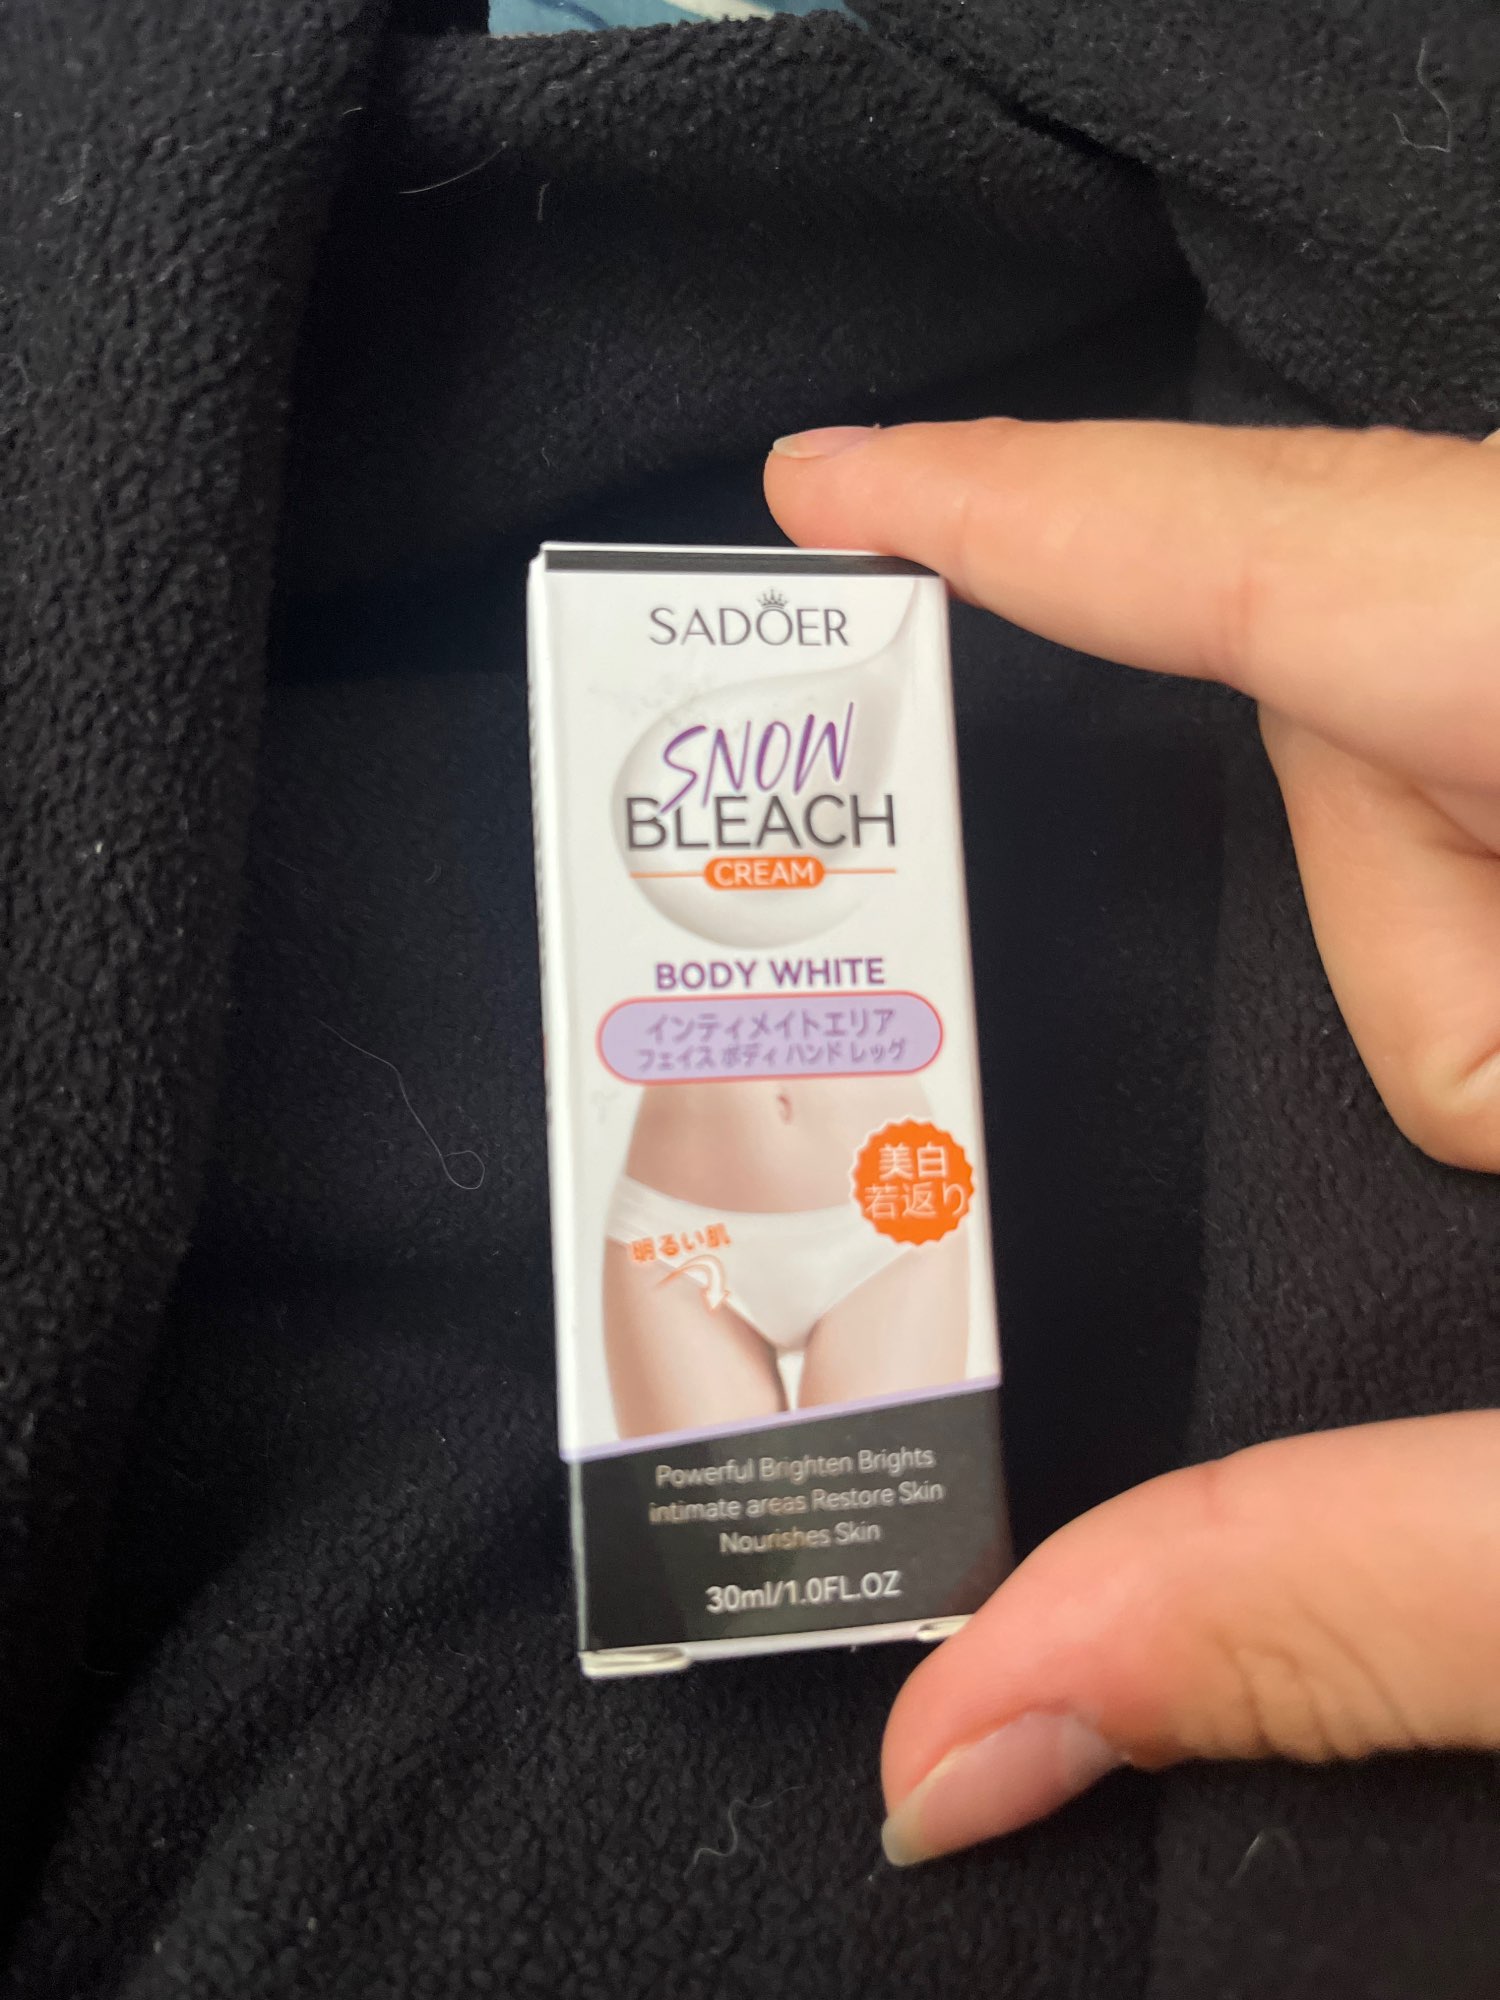 SADOER
SNOW
BLEACH
CREAM
BODY WHITE
インティメイトエリア
フェイス ボディ ハンド レッグ
美白
若返り
明るい肌
Powerful Brighten Brights
intimate areas Restore Skin
Nourishes Skin
30ml/1.0FL.OZ